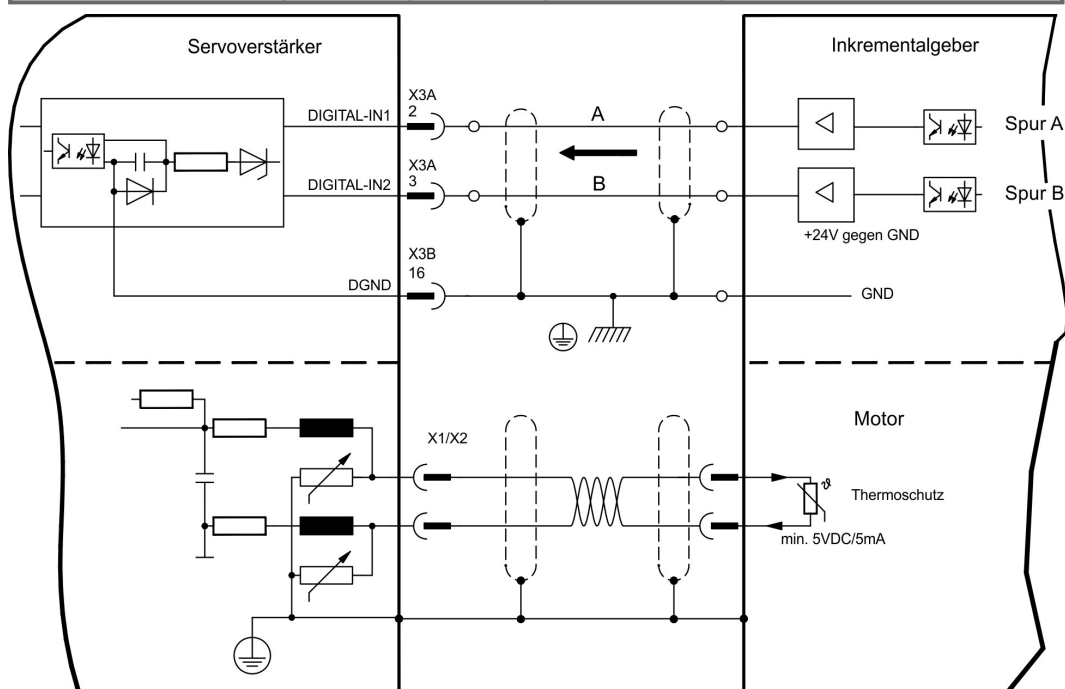 Servoverstärker
Inkrementalgeber
X3A
2
DIGITAL-IN1
A
Spur A
X3A
3
DIGITAL-IN2
B
Spur B
+24V gegen GND
X3B
16
DGND
GND
Motor
X1/X2
ϑ
Thermoschutz
min. 5VDC/5mA